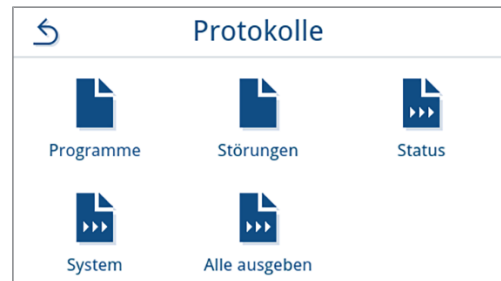 Protokolle
Programme
Störungen
Status
System
Alle ausgeben